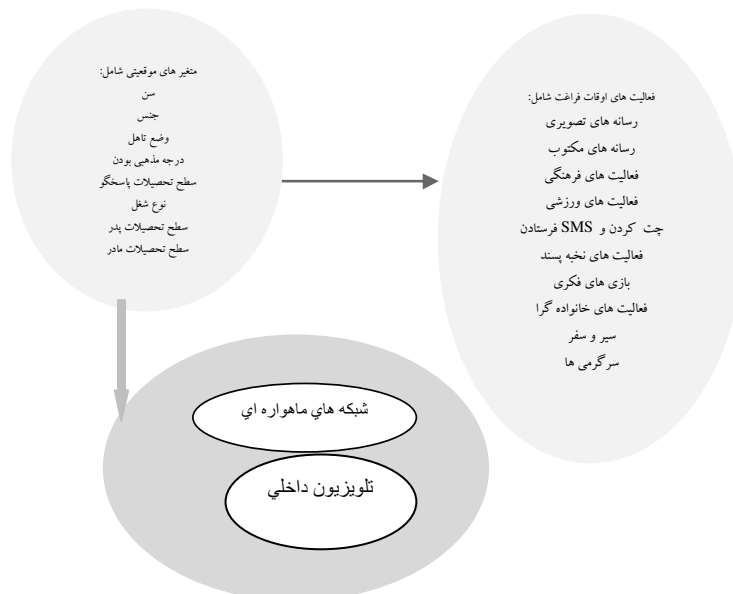 متغیر های موقعیتی شامل:
سن
جنس
وضع تاهل
درجه مذهبی بودن
سطح تحصیلات پاسخگو
نوع شغل
سطح تحصیلات پدر
سطح تحصیلات مادر
فعالیت های اوقات فراغت شامل:
رسانه های تصویری
رسانه های مکتوب
فعالیت های فرهنگی
فعالیت های ورزشی
چت کردن و SMS فرستادن
فعالیت های نخبه پسند
بازی های فکری
فعالیت های خانواده گرا
سیر و سفر
سرگرمی ها
شبكه هاي ماهواره اي
تلويزيون داخلي